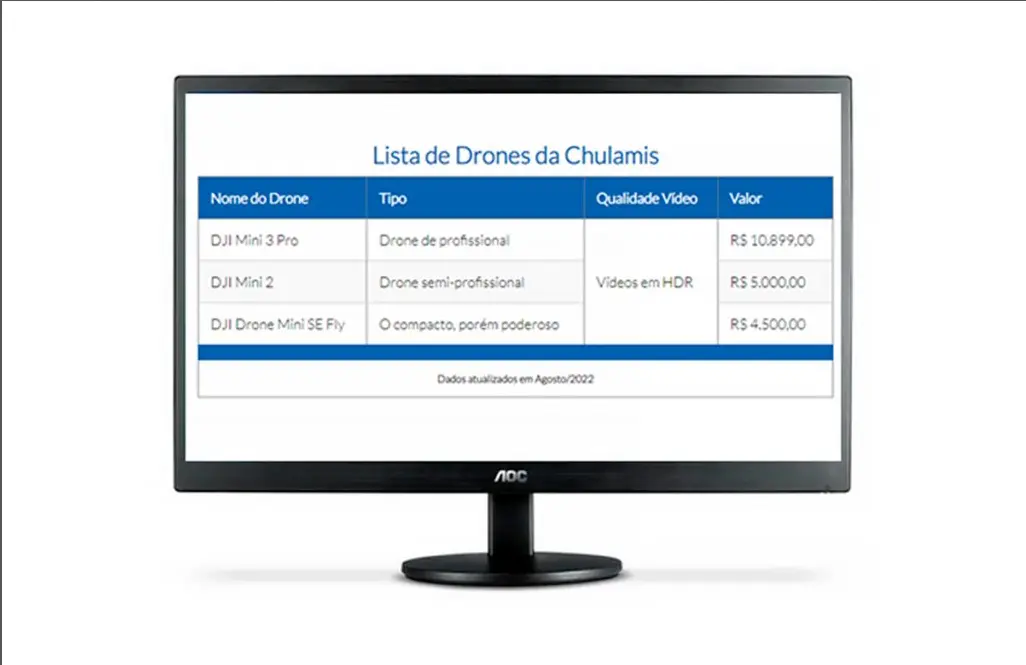 Lista de Drones da Chulamis
Nome do Drone Tipo Qualidade Vídeo Valor
DJI Mini 3 Pro Drone de profissional R$ 10.899,00
DJI Mini 2 Drone semi-profissional Vídeos em HDR R$ 5.000,00
DJI Drone Mini SE Fly O compacto, porém poderoso R$ 4.500,00
Dados atualizados em Agosto/2022
AOC